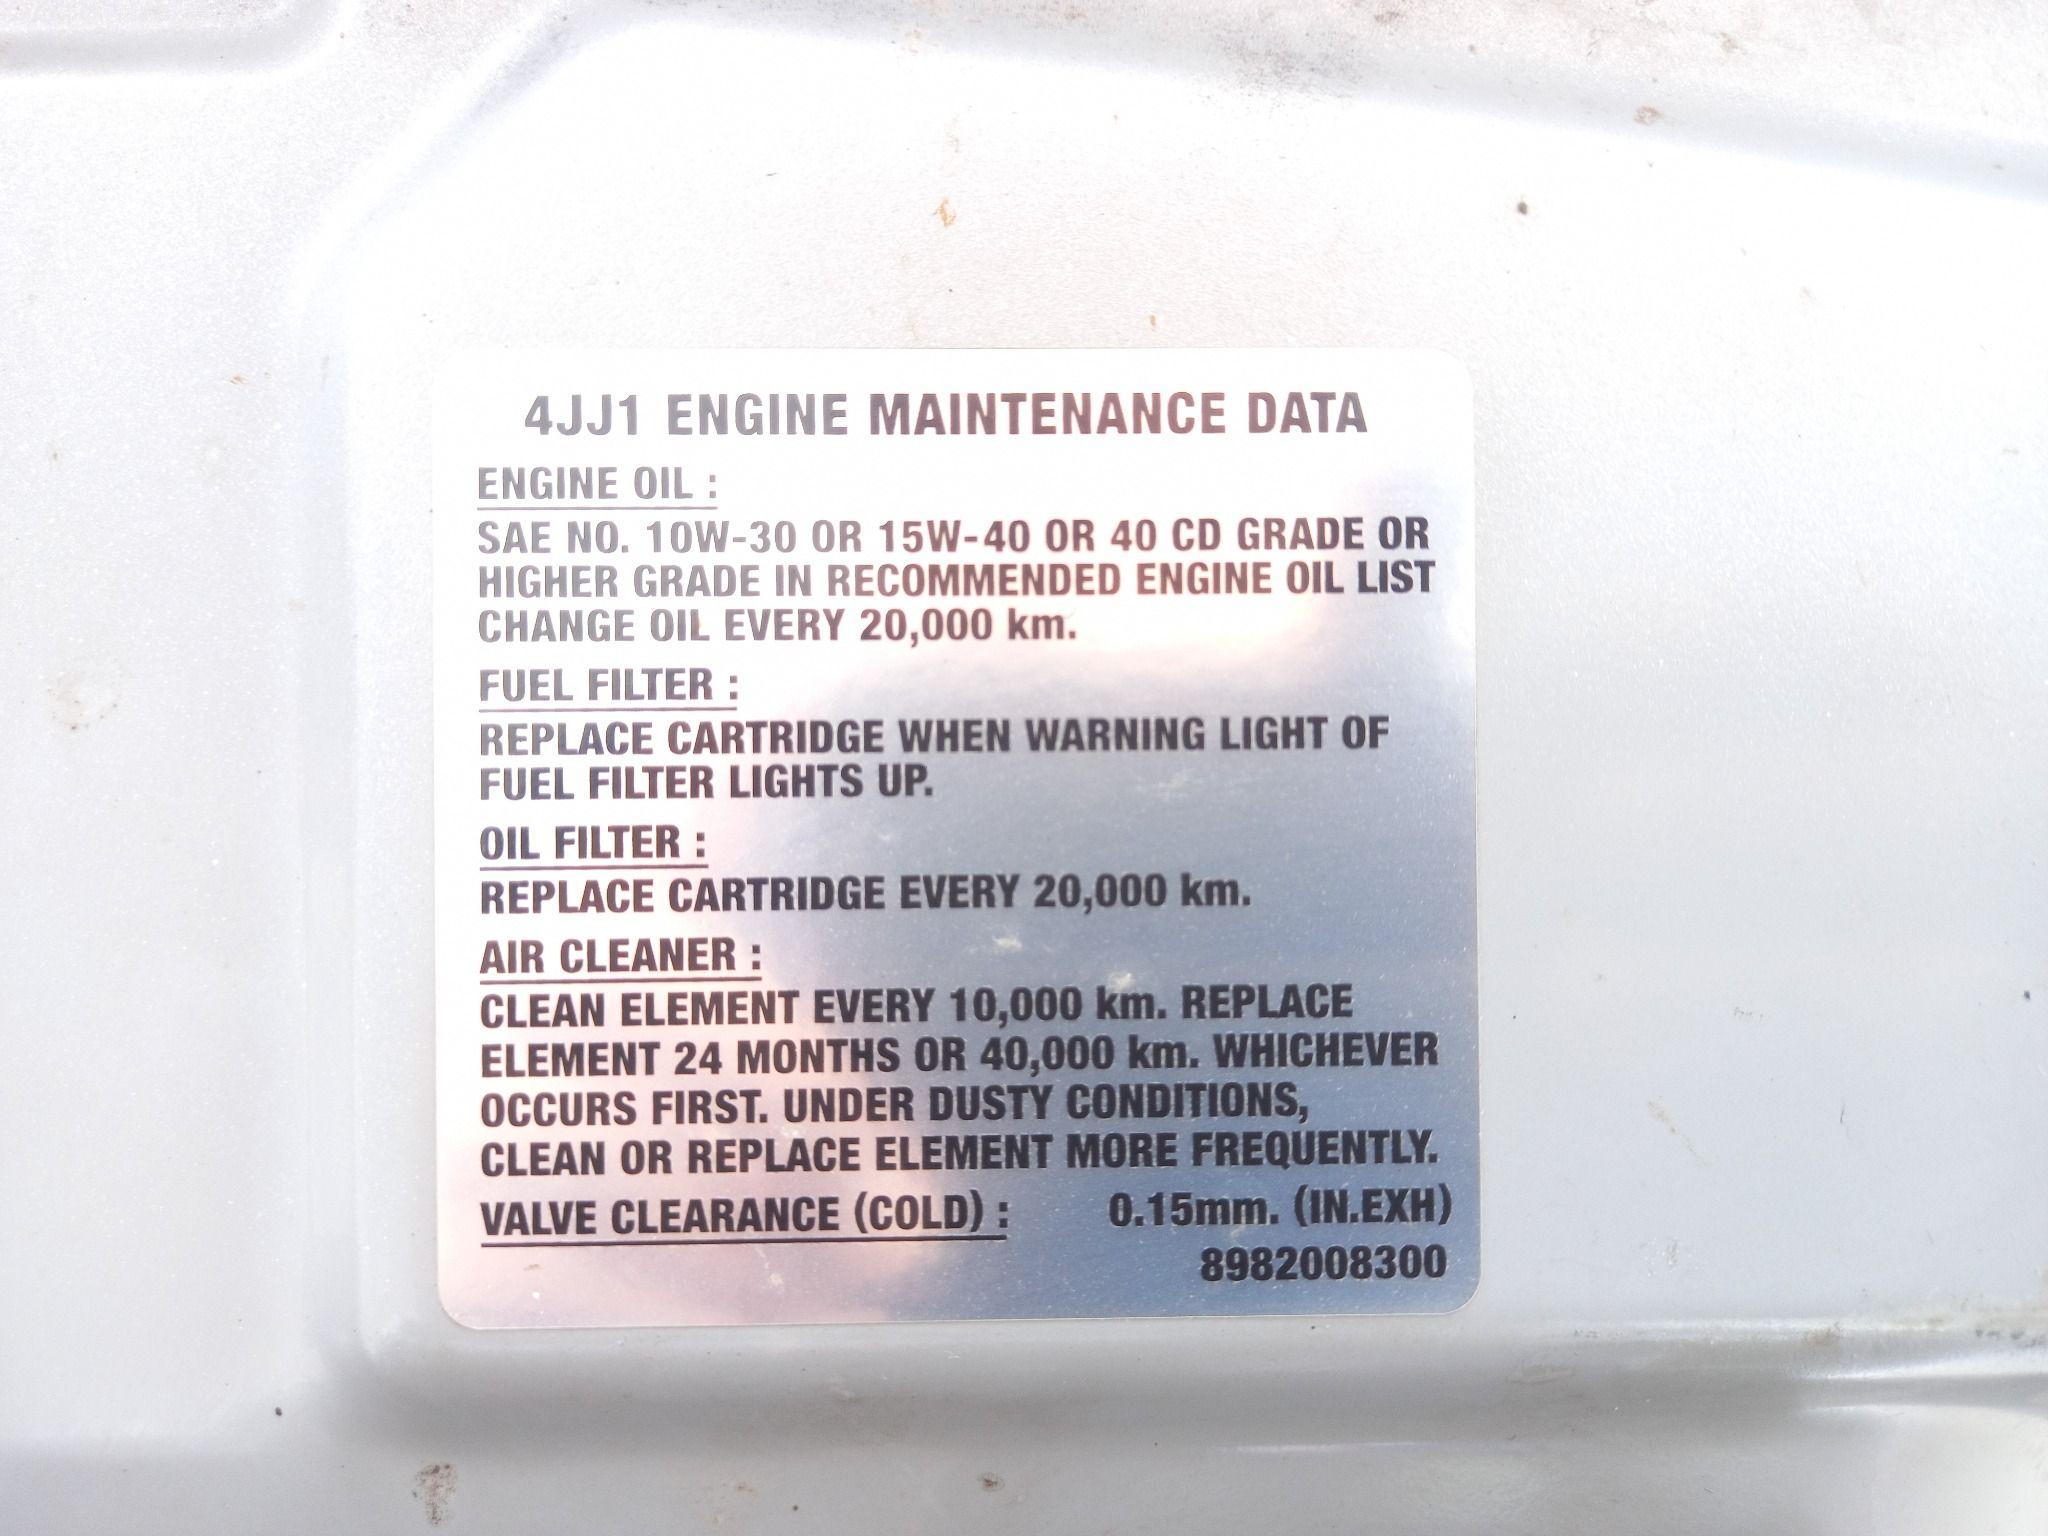 4JJ1 ENGINE MAINTENANCE DATA
ENGINE OIL :
SAE NO. 10W-30 OR 15W-40 OR 40 CD GRADE OR
HIGHER GRADE IN RECOMMENDED ENGINE OIL LIST
CHANGE OIL EVERY 20,000 km.
FUEL FILTER :
REPLACE CARTRIDGE WHEN WARNING LIGHT OF
FUEL FILTER LIGHTS UP.
OIL FILTER :
REPLACE CARTRIDGE EVERY 20,000 km.
AIR CLEANER :
CLEAN ELEMENT EVERY 10,000 km. REPLACE
ELEMENT 24 MONTHS OR 40,000 km. WHICHEVER
OCCURS FIRST. UNDER DUSTY CONDITIONS,
CLEAN OR REPLACE ELEMENT MORE FREQUENTLY.
VALVE CLEARANCE (COLD) : 0.15mm. (IN.EXH)
8982008300